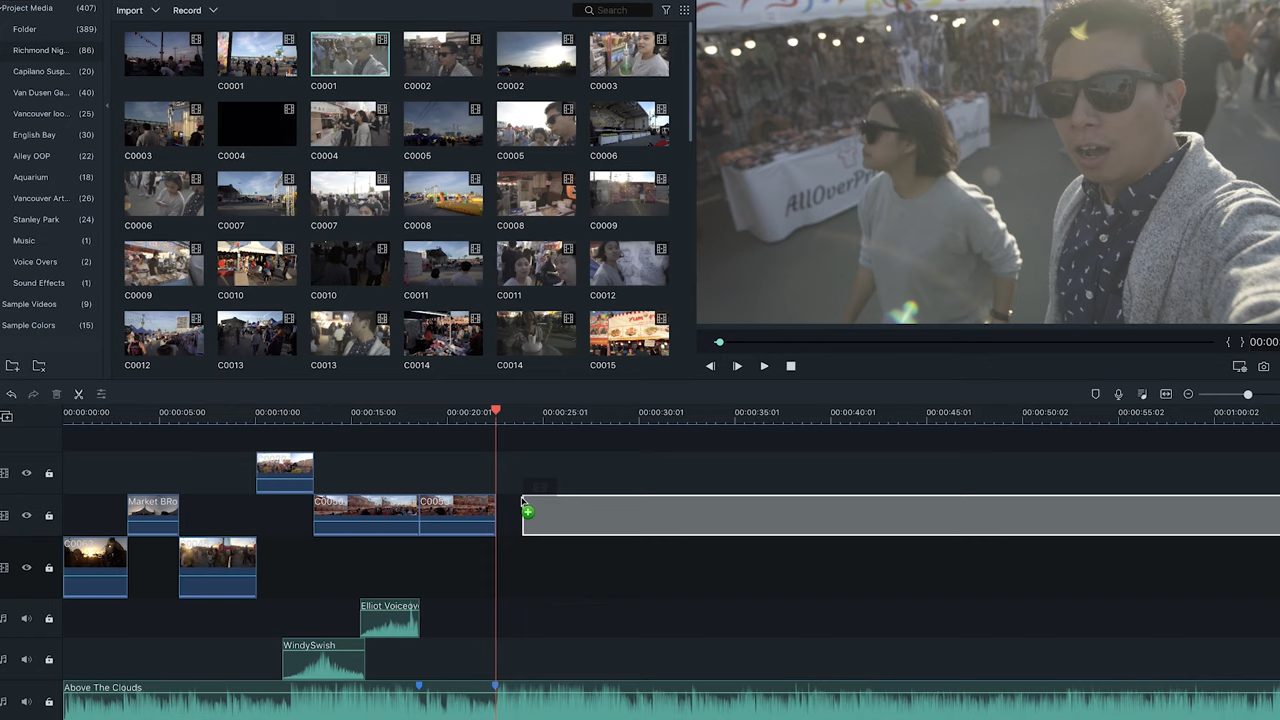 Project Media (407)
Folder (389)
Richmond Nig... (86)
Capilano Susp... (20)
Van Dusen Ga... (22)
Vancouver loo... (25)
English Bay (30)
Alley OOP (22)
Aquarium (18)
Vancouver Art... (26)
Stanley Park (24)
Music (1)
Voice Overs (2)
Sound Effects (1)
Sample Videos (9)
Sample Colors (15)
Import Record Search
C0001 C0001 C0002 C0002 C0003
C0003 C0004 C0004 C0005 C0005 C0006
C0006 C0007 C0007 C0008 C0008 C0009
C0009 C0010 C0010 C0011 C0011 C0012
C0012 C0013 C0013 C0014 C0014 C0015
AllOverPri
{ } 00:00:
00:00:00:00 00:00:05:00 00:00:10:00 00:00:15:00 00:00:20:01 00:00:25:01 00:00:30:01 00:00:35:01 00:00:40:01 00:00:45:01 00:00:50:02 00:00:55:02 00:01:00:02
Market BRo
Elliot Voiceov
WindySwish
Above The Clouds